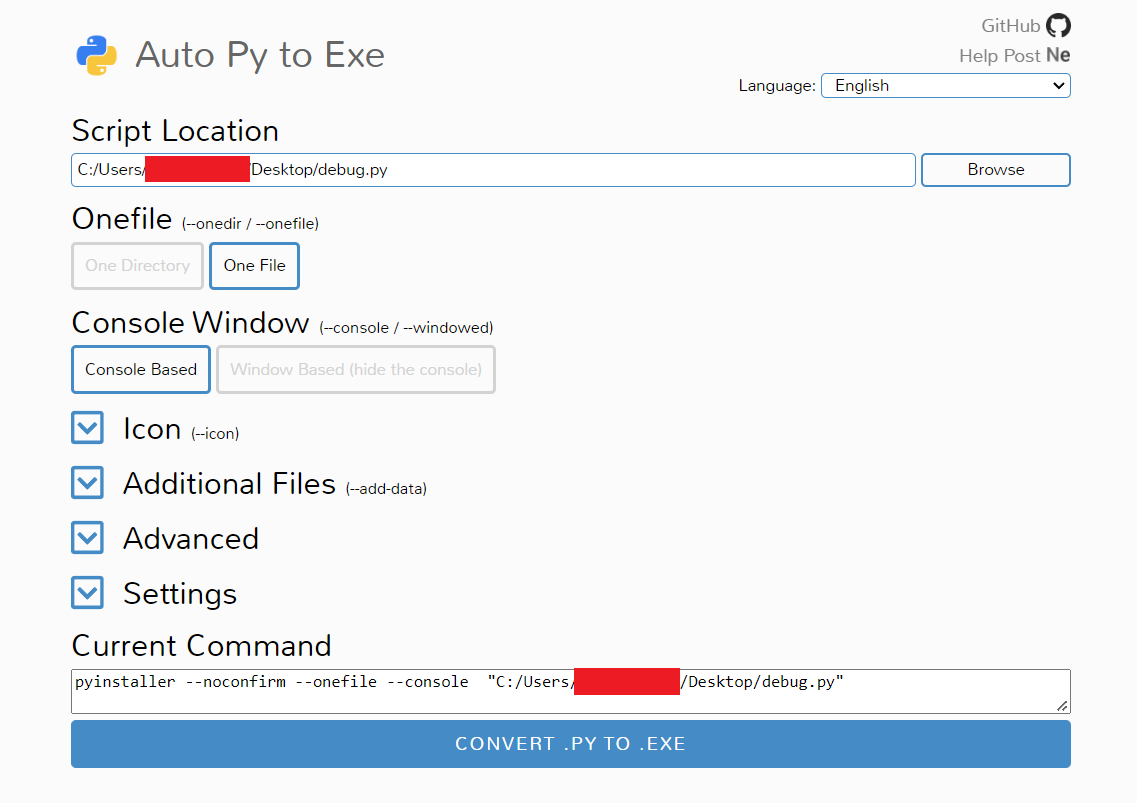 GitHub
Auto Py to Exe
Help Post Ne
Language: English
Script Location
C:/Users/ /Desktop/debug.py Browse
Onefile (--onedir / --onefile)
One Directory One File
Console Window (--console / --windowed)
Console Based Window Based (hide the console)
Icon (--icon)
Additional Files (--add-data)
Advanced
Settings
Current Command
pyinstaller --noconfirm --onefile --console "C:/Users/ /Desktop/debug.py"
CONVERT .PY TO .EXE